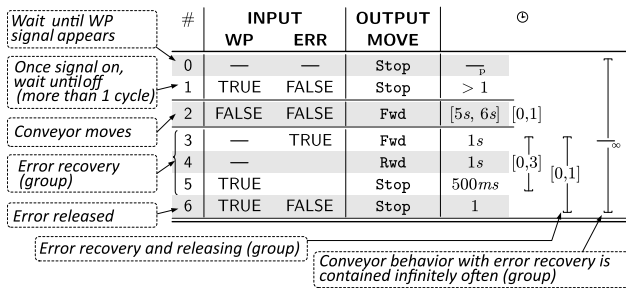 Wait until WP
signal appears
Once signal on,
wait until off
(more than 1 cycle)
Conveyor moves
Error recovery
(group)
Error released
# INPUT OUTPUT
WP ERR MOVE
0 — — Stop —p
1 TRUE FALSE Stop > 1
2 FALSE FALSE Fwd [5s, 6s] [0,1]
3 — TRUE Fwd 1s
4 — Rwd 1s [0,3] [0,1] —∞
5 TRUE Stop 500ms
6 TRUE FALSE Stop 1
Error recovery and releasing (group)
Conveyor behavior with error recovery is
contained infinitely often (group)